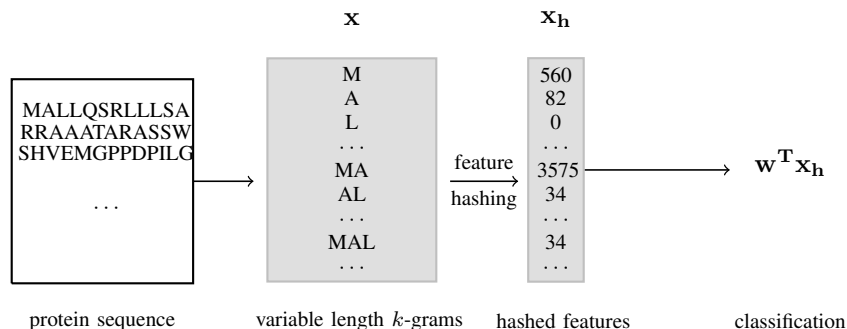 x
x_h
MALLQSRLLLSA
RRAAATARASSW
SHVEMGPPDPILG
...
M
A
L
...
MA
AL
...
MAL
...
feature
hashing
560
82
0
...
3575
34
...
34
...
w^T x_h
protein sequence
variable length k-grams
hashed features
classification